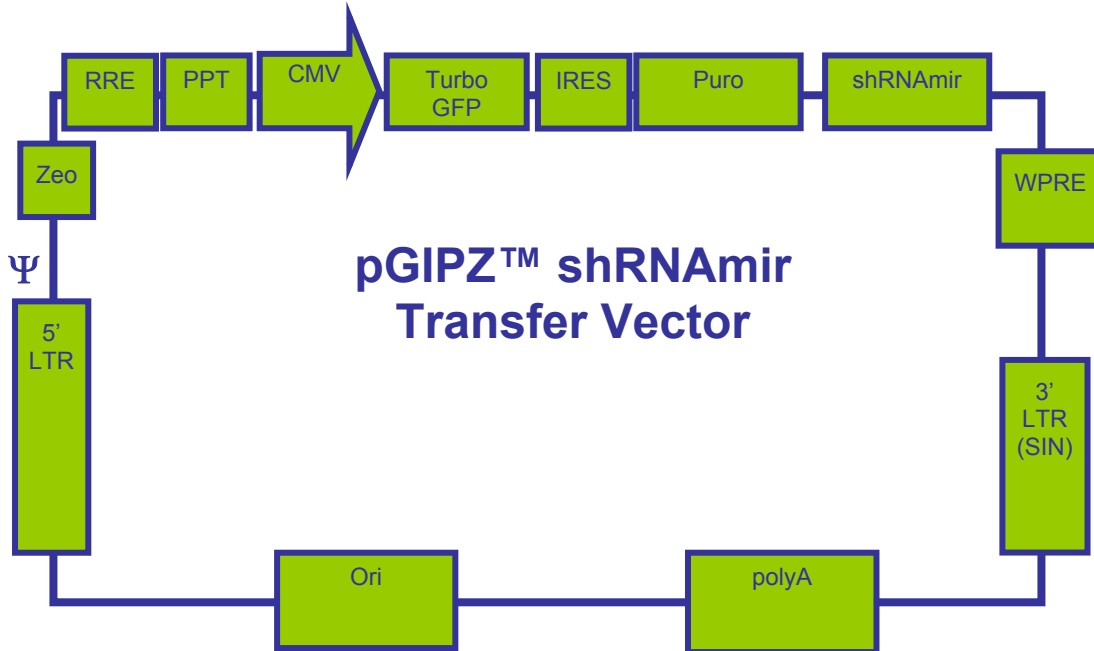 RRE
PPT
CMV
Turbo
GFP
IRES
Puro
shRNAmir
Zeo
WPRE
Ψ
pGIPZ™ shRNAmir
Transfer Vector
5’
LTR
3’
LTR
(SIN)
Ori
polyA